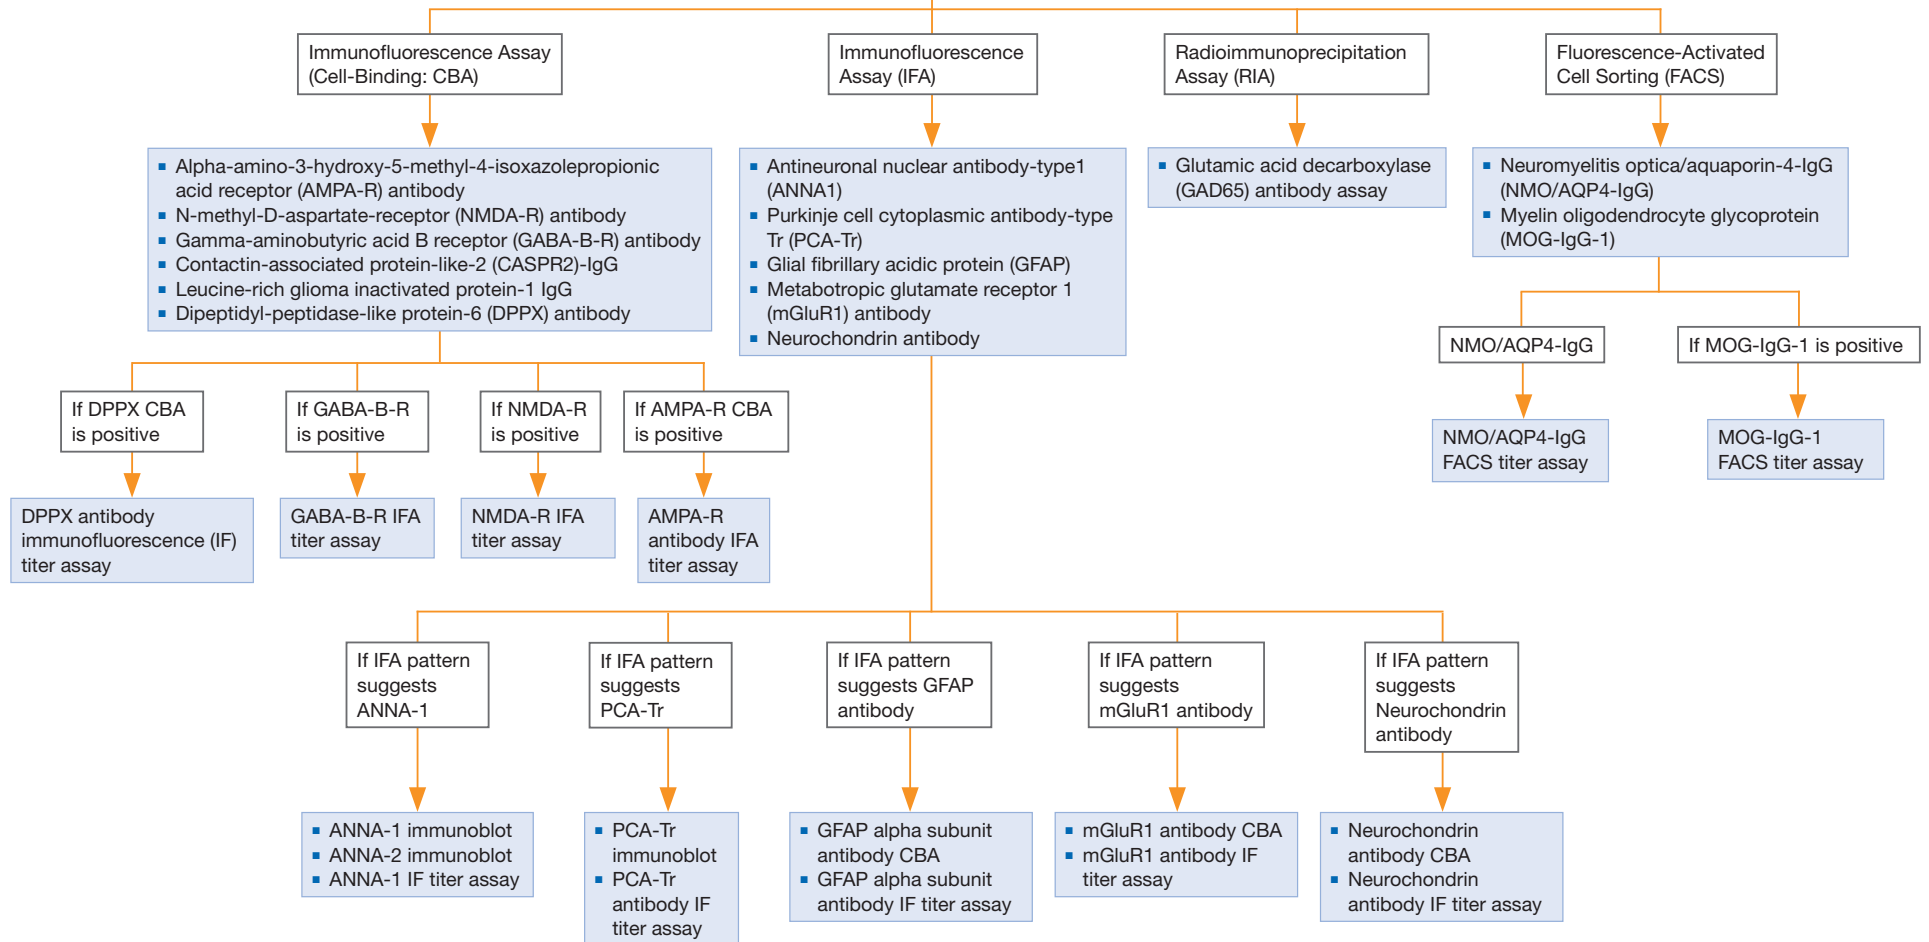 Immunofluorescence Assay
(Cell-Binding: CBA)
Immunofluorescence
Assay (IFA)
Radioimmunoprecipitation
Assay (RIA)
Fluorescence-Activated
Cell Sorting (FACS)
▪ Alpha-amino-3-hydroxy-5-methyl-4-isoxazolepropionic
acid receptor (AMPA-R) antibody
▪ N-methyl-D-aspartate-receptor (NMDA-R) antibody
▪ Gamma-aminobutyric acid B receptor (GABA-B-R) antibody
▪ Contactin-associated protein-like-2 (CASPR2)-IgG
▪ Leucine-rich glioma inactivated protein-1 IgG
▪ Dipeptidyl-peptidase-like protein-6 (DPPX) antibody
▪ Antineuronal nuclear antibody-type1
(ANNA1)
▪ Purkinje cell cytoplasmic antibody-type
Tr (PCA-Tr)
▪ Glial fibrillary acidic protein (GFAP)
▪ Metabotropic glutamate receptor 1
(mGluR1) antibody
▪ Neurochondrin antibody
▪ Glutamic acid decarboxylase
(GAD65) antibody assay
▪ Neuromyelitis optica/aquaporin-4-IgG
(NMO/AQP4-IgG)
▪ Myelin oligodendrocyte glycoprotein
(MOG-IgG-1)
NMO/AQP4-IgG
If MOG-IgG-1 is positive
If DPPX CBA
is positive
If GABA-B-R
is positive
If NMDA-R
is positive
If AMPA-R CBA
is positive
NMO/AQP4-IgG
FACS titer assay
MOG-IgG-1
FACS titer assay
DPPX antibody
immunofluorescence (IF)
titer assay
GABA-B-R IFA
titer assay
NMDA-R IFA
titer assay
AMPA-R
antibody IFA
titer assay
If IFA pattern
suggests
ANNA-1
If IFA pattern
suggests
PCA-Tr
If IFA pattern
suggests GFAP
antibody
If IFA pattern
suggests
mGluR1 antibody
If IFA pattern
suggests
Neurochondrin
antibody
▪ ANNA-1 immunoblot
▪ ANNA-2 immunoblot
▪ ANNA-1 IF titer assay
▪ PCA-Tr
immunoblot
▪ PCA-Tr
antibody IF
titer assay
▪ GFAP alpha subunit
antibody CBA
▪ GFAP alpha subunit
antibody IF titer assay
▪ mGluR1 antibody CBA
▪ mGluR1 antibody IF
titer assay
▪ Neurochondrin
antibody CBA
▪ Neurochondrin
antibody IF titer assay